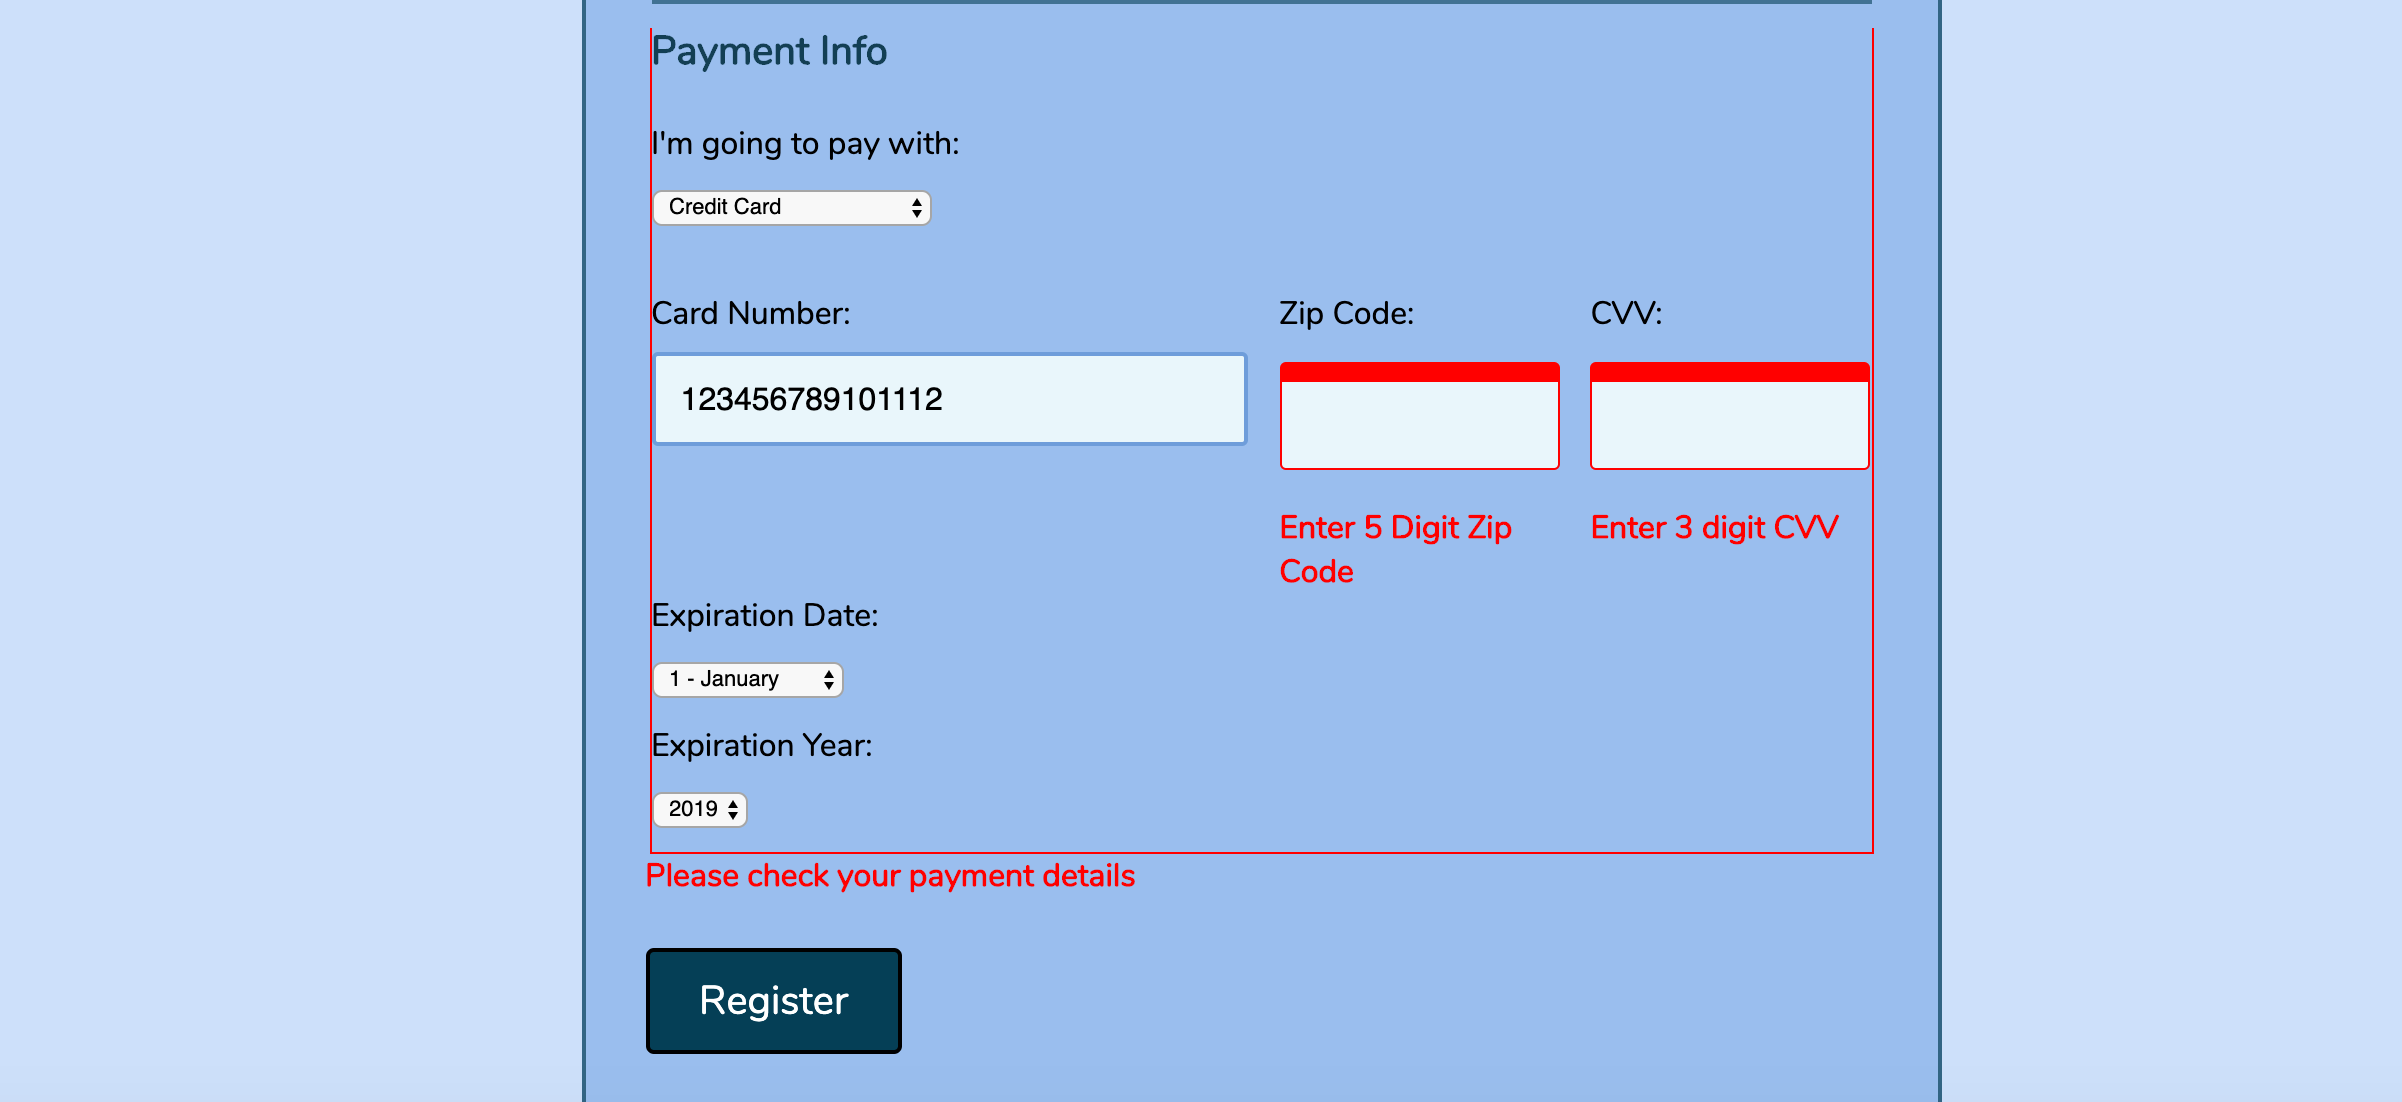 Payment Info
I'm going to pay with:
Credit Card
Card Number:
Zip Code:
CVV:
123456789101112
Enter 5 Digit Zip
Code
Enter 3 digit CVV
Expiration Date:
1 - January
Expiration Year:
2019
Please check your payment details
Register